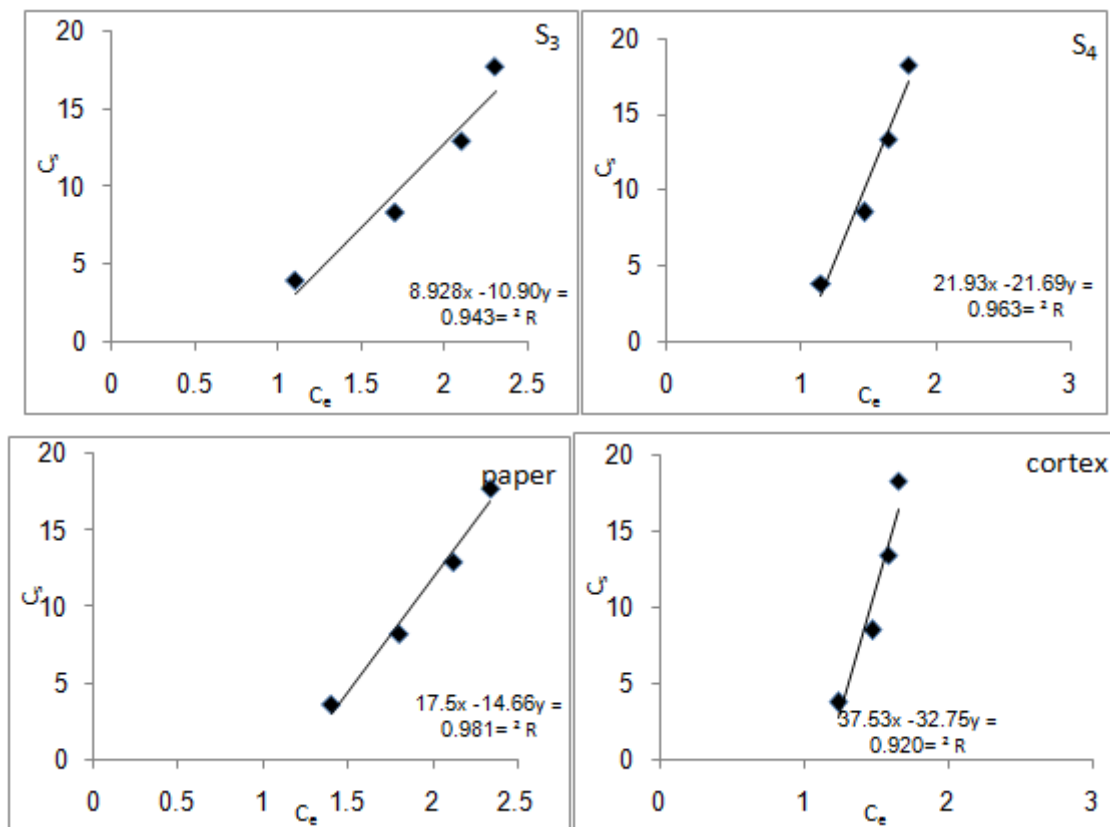 S3
20
15
10
5
0
Cs
8.928x -10.90y =
0.943= ² R
0 0.5 1 1.5 2 2.5
Ce
S4
20
15
10
5
0
Cs
21.93x -21.69y =
0.963= ² R
0 1 2 3
Ce
paper
20
15
10
5
0
Cs
17.5x -14.66y =
0.981= ² R
0 0.5 1 1.5 2 2.5
Ce
cortex
20
15
10
5
0
Cs
37.53x -32.75y =
0.920= ² R
0 1 2 3
Ce